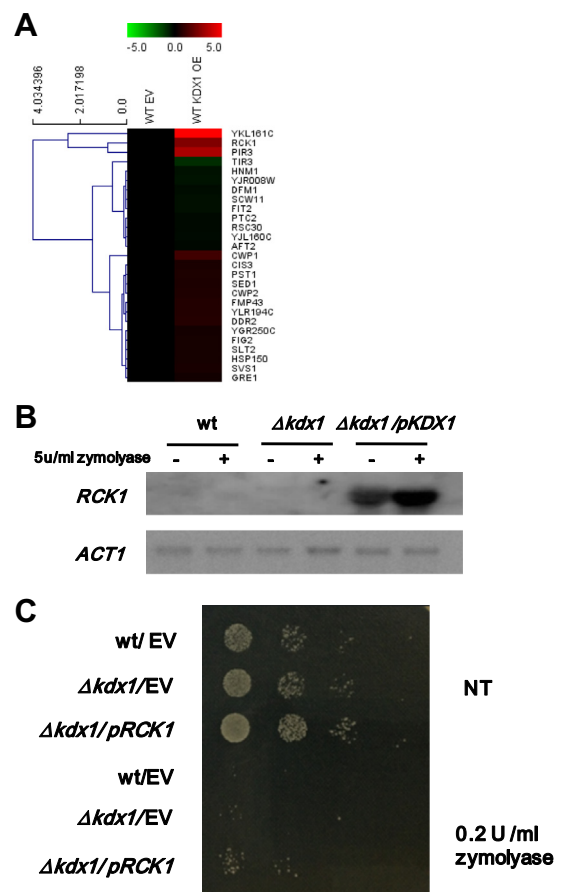 A
-5.0 0.0 5.0
4.034396
2.017198
0.0
WT EV
WT KDX1 OE
YKL161C
RCK1
PIR3
TIR3
HNM1
YJR008W
DFM1
SCW11
FIT2
PTC2
RSC30
YJL160C
AFT2
CWP1
CIS3
PST1
SED1
CWP2
FMP43
YLR194C
DDR2
YGR250C
FIG2
SLT2
HSP150
SVS1
GRE1
B
wt Δkdx1 Δkdx1/pKDX1
5u/ml zymolyase - + - + - +
RCK1
ACT1
C
wt/ EV
Δkdx1/EV
NT
Δkdx1/pRCK1
wt/EV
Δkdx1/EV
0.2 U /ml
zymolyase
Δkdx1/pRCK1